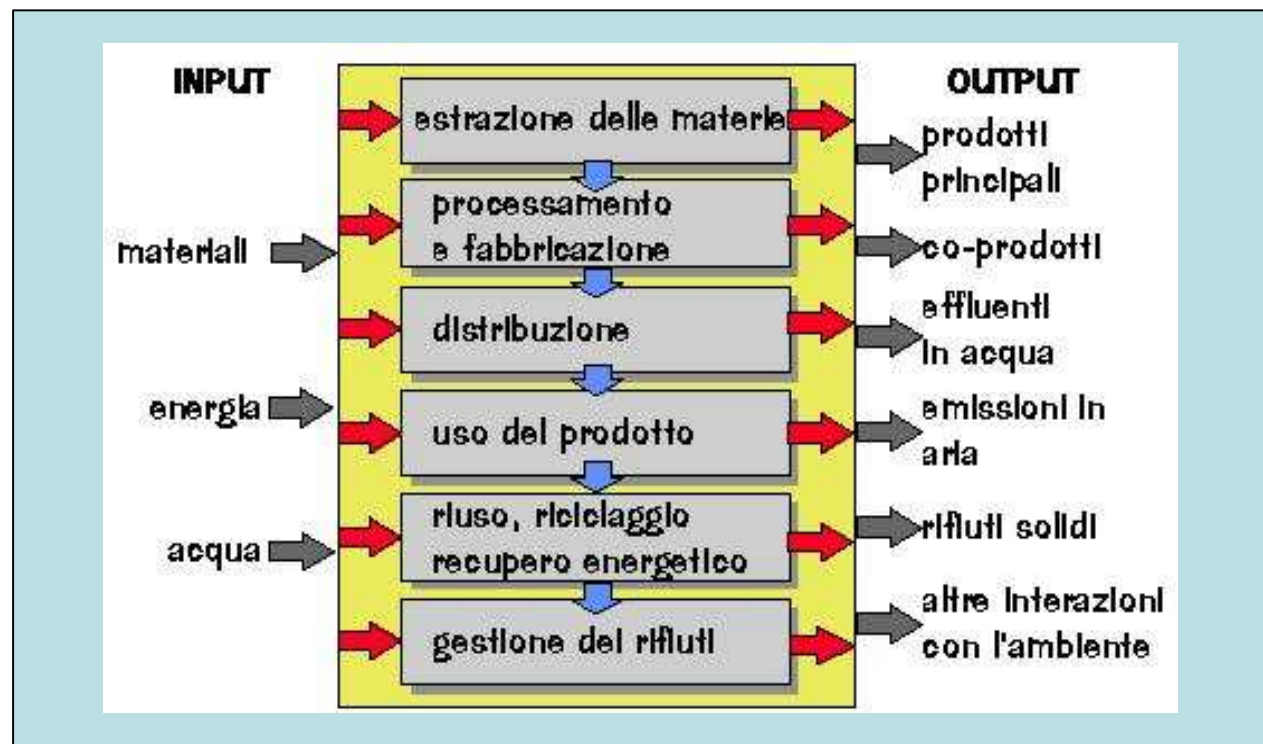 INPUT
OUTPUT
materiali
energia
acqua
estrazione delle materie
processamento
e fabbricazione
distribuzione
uso del prodotto
riuso, riciclaggio
recupero energetico
gestione dei rifiuti
prodotti
principali
co-prodotti
effluenti
in acqua
emissioni in
aria
rifiuti solidi
altre interazioni
con l'ambiente